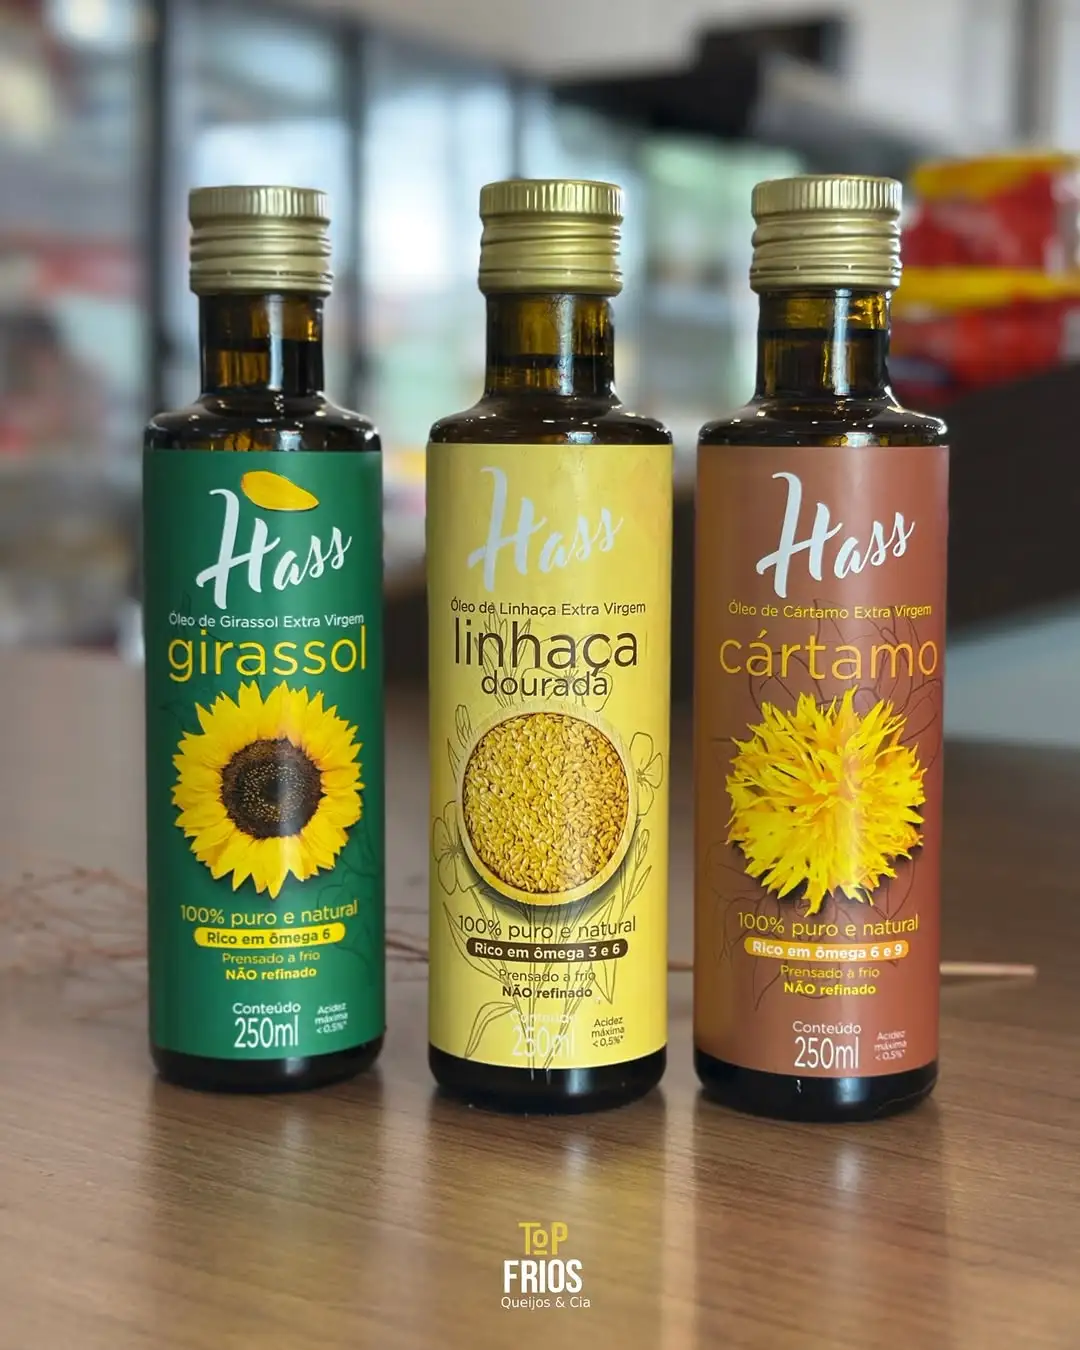 Hass
Óleo de Girassol Extra Virgem
girassol
100% puro e natural
Rico em ômega 6
Prensado a frio
NÃO refinado
Conteúdo
250ml
Acidez
máxima
<0,5%*
Hass
Óleo de Linhaça Extra Virgem
linhaça
dourada
100% puro e natural
Rico em ômega 3 e 6
Prensado a frio
NÃO refinado
Conteúdo
250ml
Acidez
máxima
<0,5%*
Hass
Óleo de Cártamo Extra Virgem
cártamo
100% puro e natural
Rico em ômega 6 e 9
Prensado a frio
NÃO refinado
Conteúdo
250ml
Acidez
máxima
<0,5%*
ToP
FRIOS
Queijos & Cia